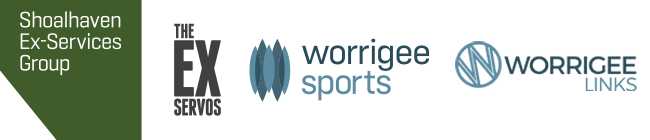 Shoalhaven
Ex-Services
Group
THE
EX
SERVOS
worrigee
sports
WORRIGEE
LINKS